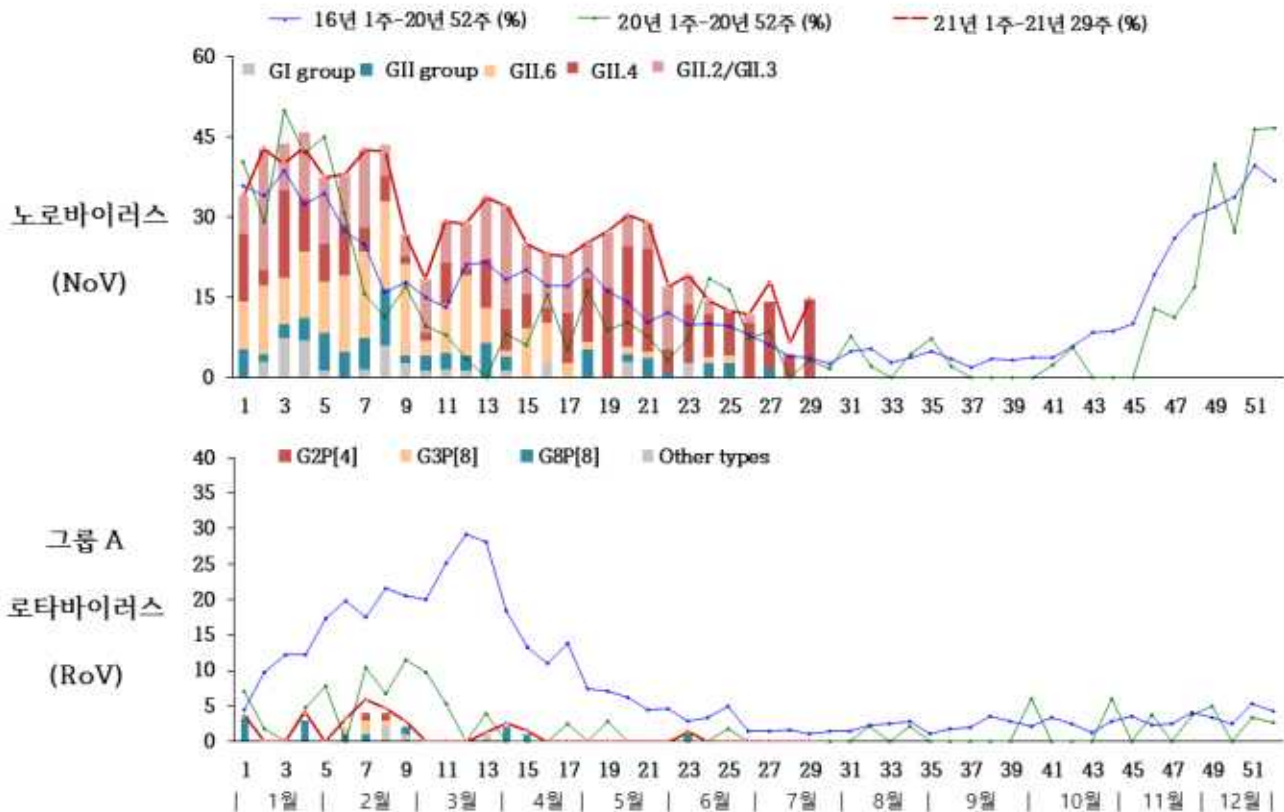 16년 1주-20년 52주 (%) 20년 1주-20년 52주 (%) 21년 1주-21년 29주 (%)
60
GI group GII group GII.6 GII.4 GII.2/GII.3
45
30
15
0
노로바이러스
(NoV)
1 3 5 7 9 11 13 15 17 19 21 23 25 27 29 31 33 35 37 39 41 43 45 47 49 51
40
G2P[4] G3P[8] G8P[8] Other types
35
30
25
20
15
10
5
0
그룹 A
로타바이러스
(RoV)
1 3 5 7 9 11 13 15 17 19 21 23 25 27 29 31 33 35 37 39 41 43 45 47 49 51
| 1월 | 2월 | 3월 | 4월 | 5월 | 6월 | 7월 | 8월 | 9월 | 10월 | 11월 | 12월 |